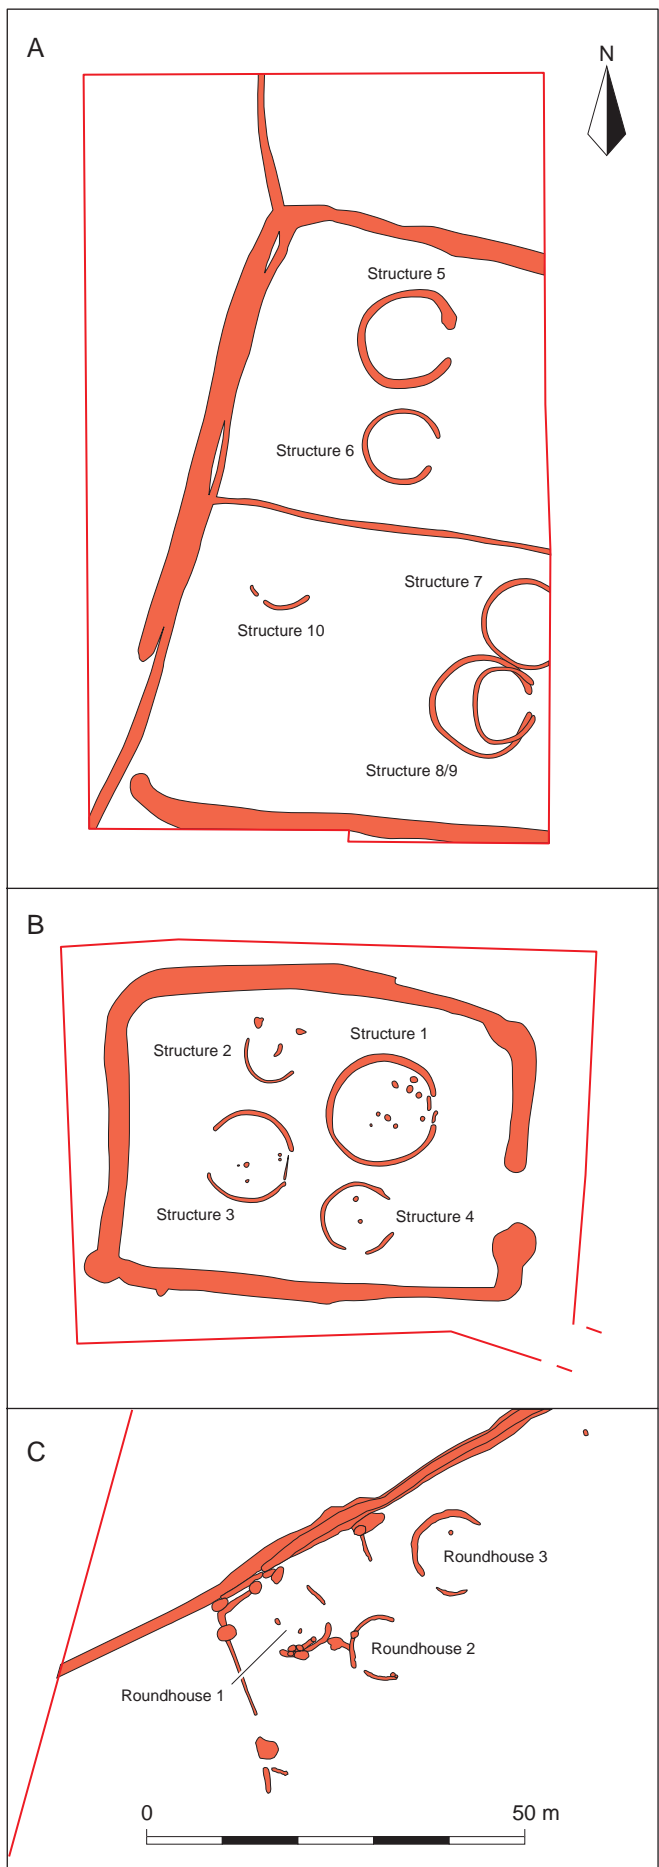 A
N
Structure 5
Structure 6
Structure 7
Structure 10
Structure 8/9
B
Structure 1
Structure 2
Structure 3
Structure 4
C
Roundhouse 3
Roundhouse 2
Roundhouse 1
0 50 m